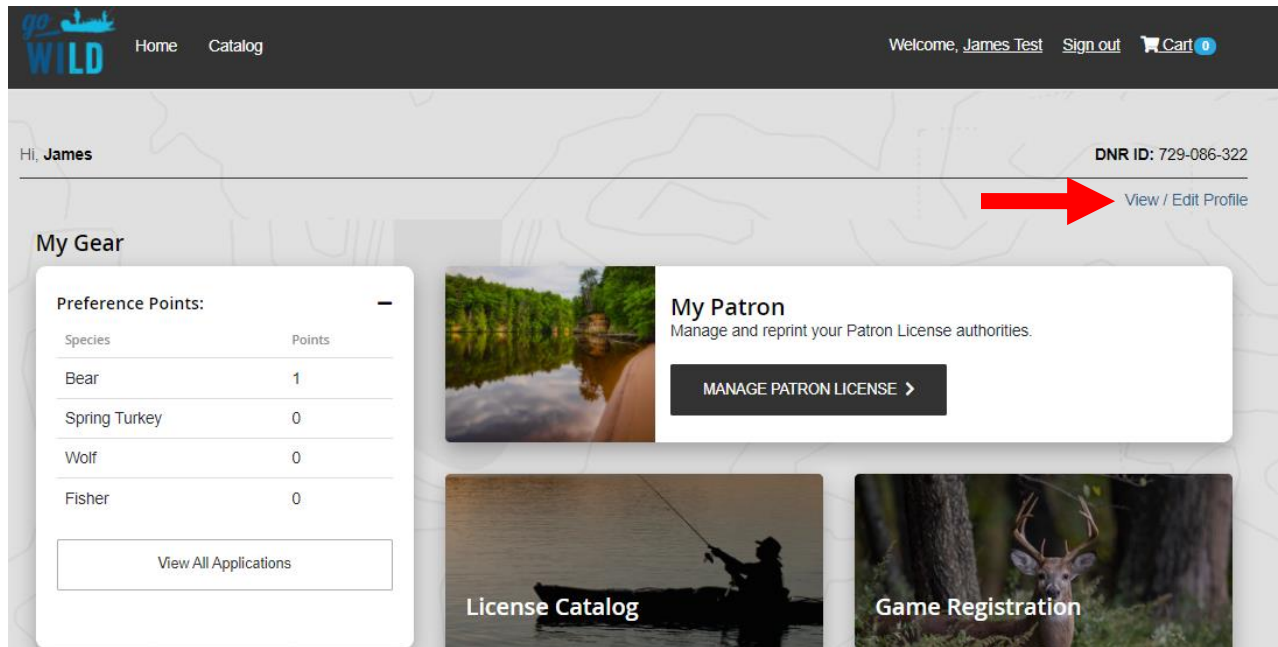 go
WILD
Home Catalog
Welcome, James Test Sign out Cart 0
Hi, James
DNR ID: 729-086-322
View / Edit Profile
My Gear
Preference Points:
Species Points
Bear 1
Spring Turkey 0
Wolf 0
Fisher 0
View All Applications
My Patron
Manage and reprint your Patron License authorities.
MANAGE PATRON LICENSE
License Catalog
Game Registration